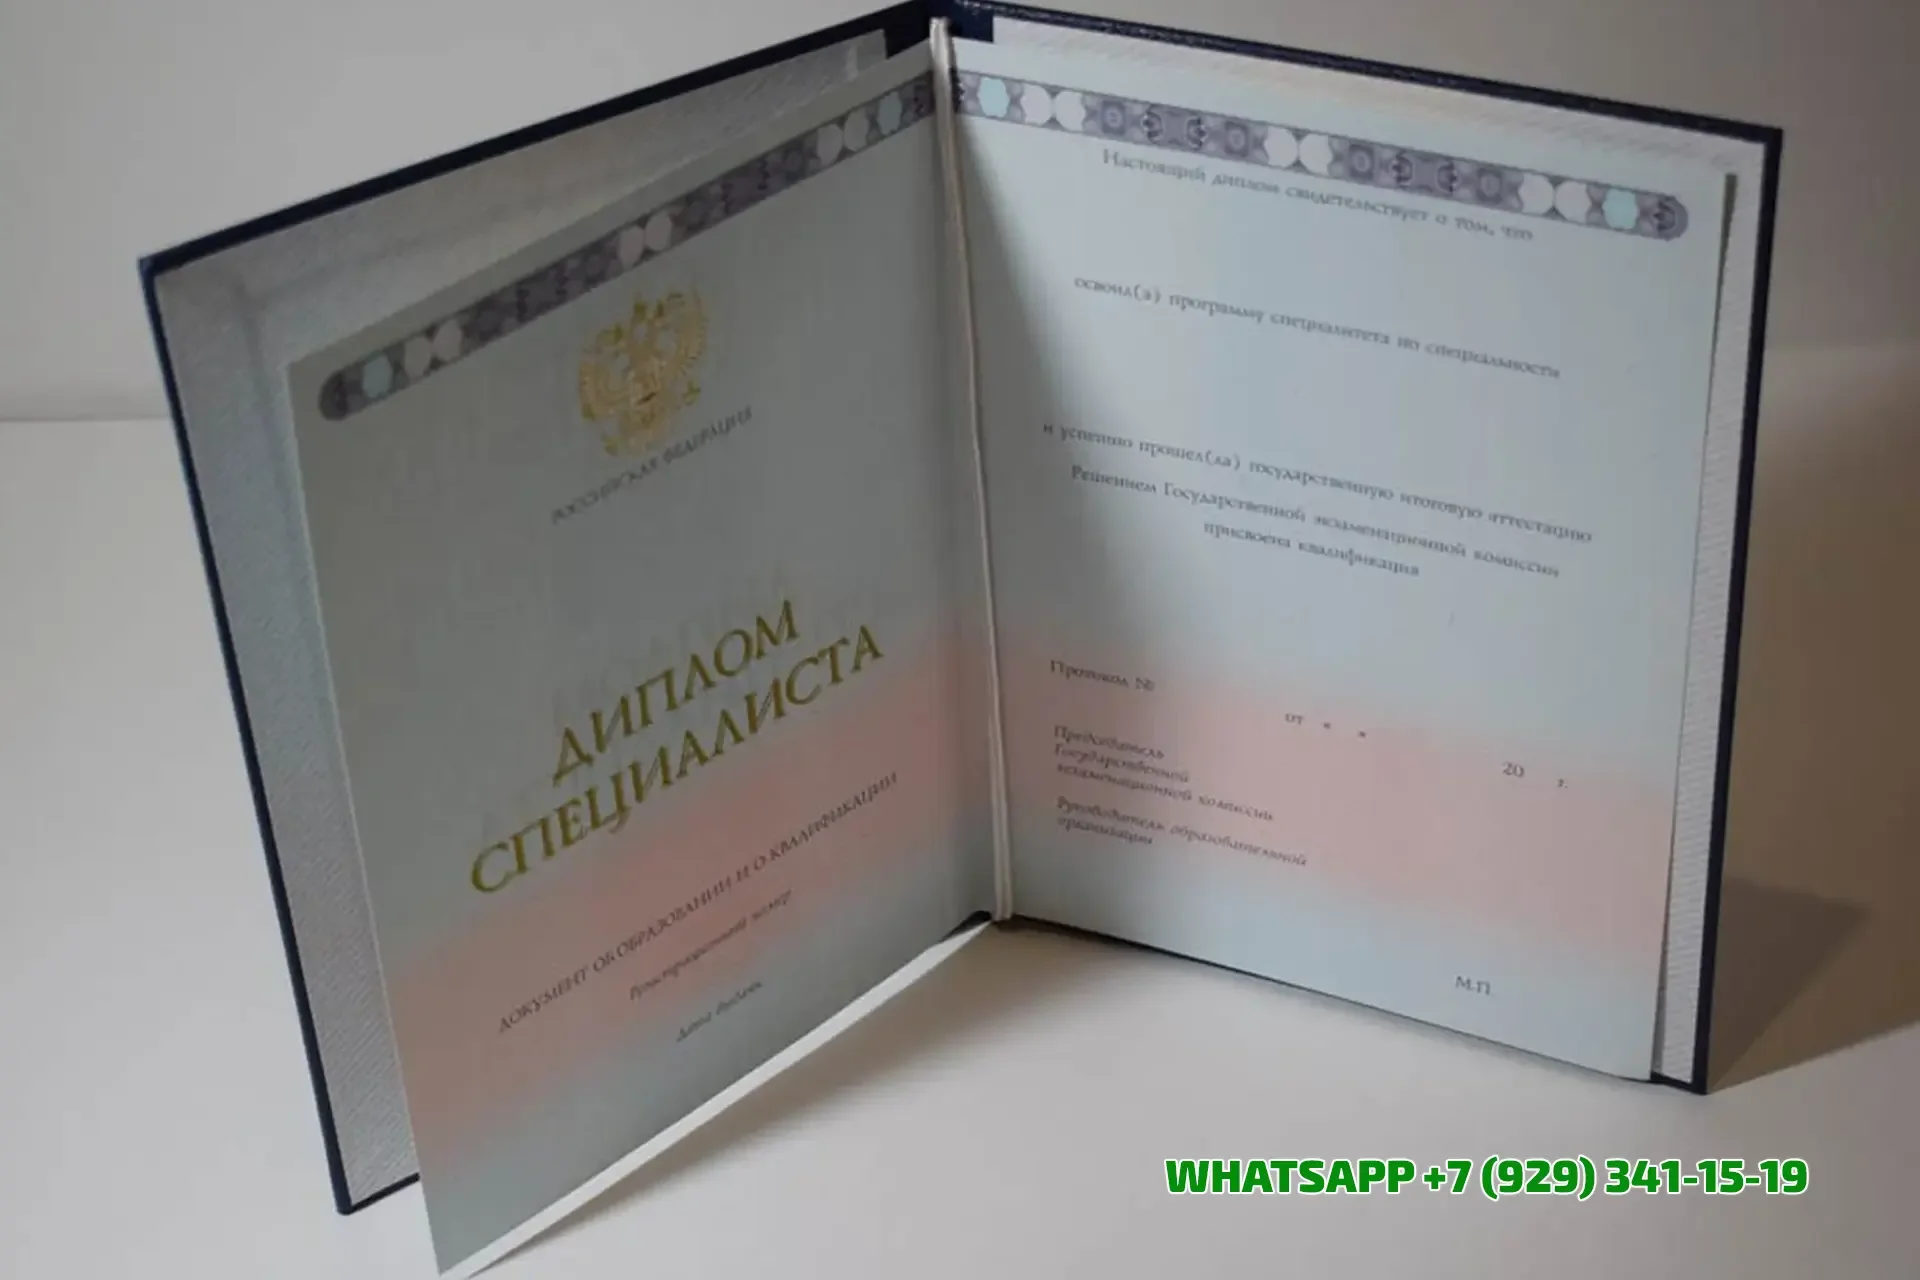 РОССИЙСКАЯ ФЕДЕРАЦИЯ
ДИПЛОМ
СПЕЦИАЛИСТА
ДОКУМЕНТ ОБ ОБРАЗОВАНИИ И О КВАЛИФИКАЦИИ
Регистрационный номер
Дата выдачи
Настоящий диплом свидетельствует о том, что
освоил(а) программу специалитета по специальности
и успешно прошел(ла) государственную итоговую аттестацию
Решением Государственной экзаменационной комиссии
присвоена квалификация
Протокол №
от « »
20 г.
Председатель
Государственной
экзаменационной комиссии
Руководитель образовательной
организации
М.П.
WHATSAPP +7 (929) 341-15-19